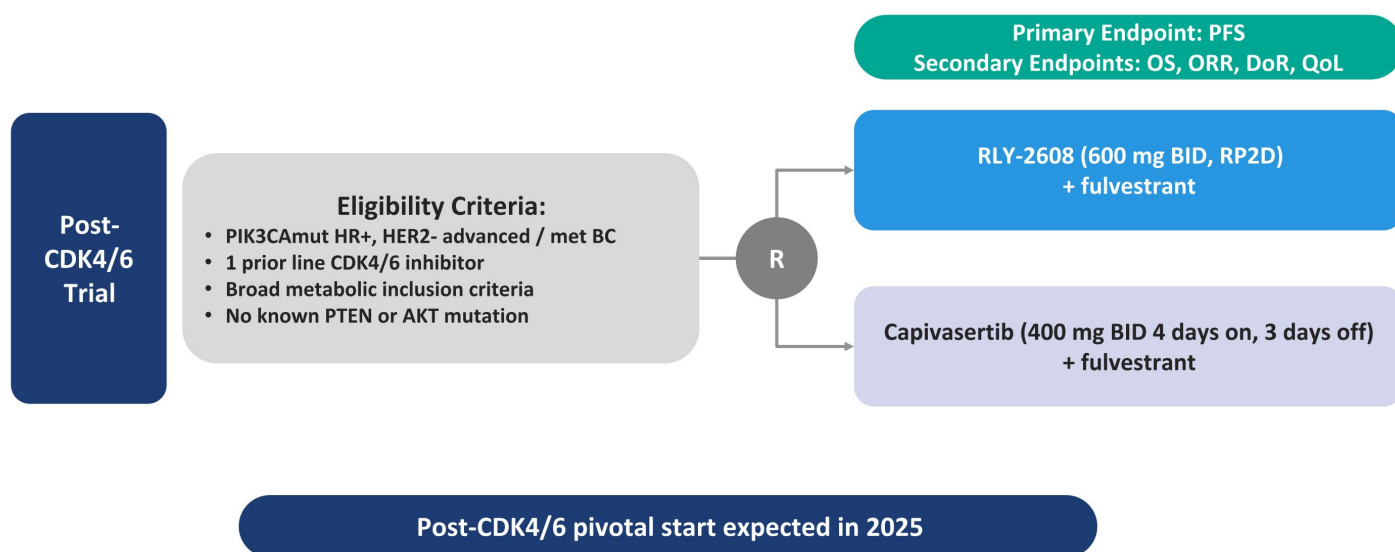 Primary Endpoint: PFS
Secondary Endpoints: OS, ORR, DoR, QoL
Post-
CDK4/6
Trial
Eligibility Criteria:
• PIK3CAmut HR+, HER2- advanced / met BC
• 1 prior line CDK4/6 inhibitor
• Broad metabolic inclusion criteria
• No known PTEN or AKT mutation
R
RLY-2608 (600 mg BID, RP2D)
+ fulvestrant
Capivasertib (400 mg BID 4 days on, 3 days off)
+ fulvestrant
Post-CDK4/6 pivotal start expected in 2025